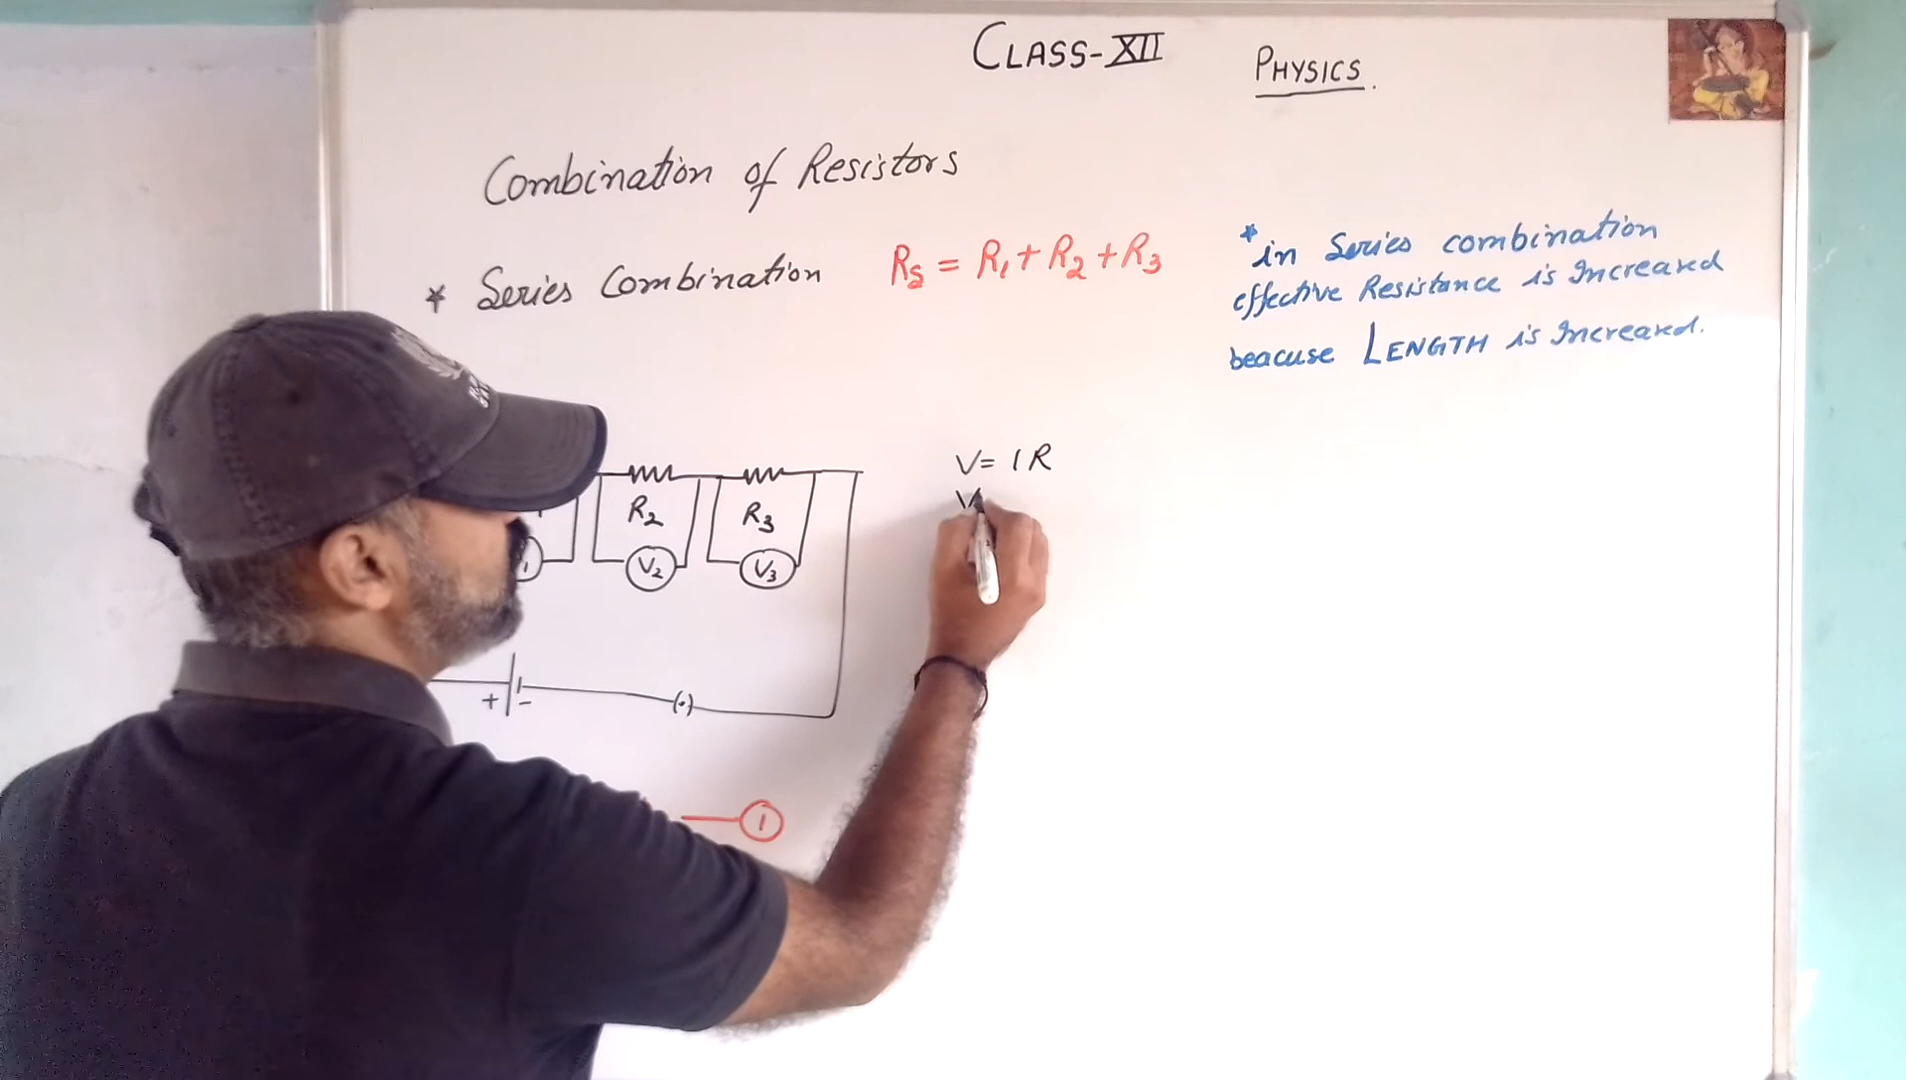 CLASS-XII
PHYSICS.
Combination of Resistors
* Series Combination
Rs = R1 + R2 + R3
* in Series combination
effective Resistance is Increased
beacuse LENGTH is Increased.
V = IR
V
R2
R3
1
V2
V3
+ -
(·)
1